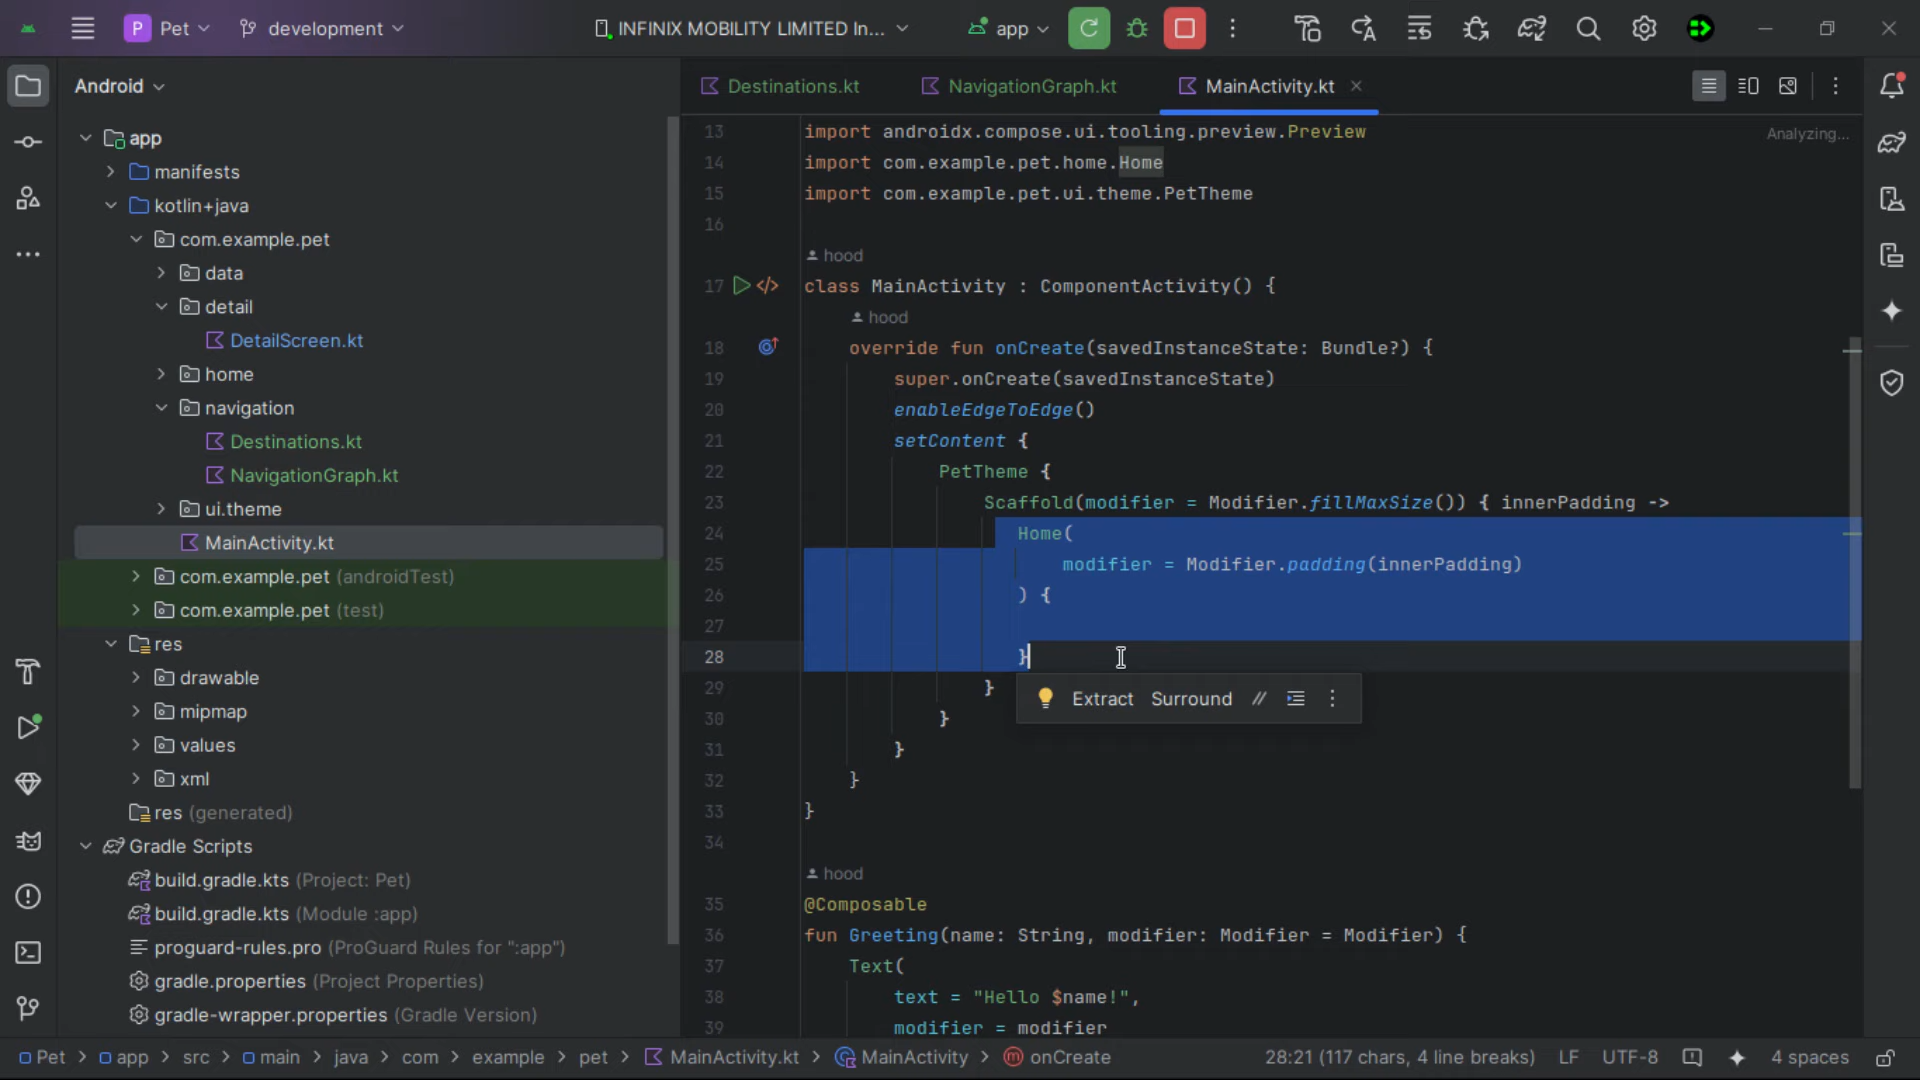 P Pet development INFINIX MOBILITY LIMITED In... app
Android
Destinations.kt NavigationGraph.kt MainActivity.kt
app
manifests
kotlin+java
com.example.pet
data
detail
DetailScreen.kt
home
navigation
Destinations.kt
NavigationGraph.kt
ui.theme
MainActivity.kt
com.example.pet (androidTest)
com.example.pet (test)
res
drawable
mipmap
values
xml
res (generated)
Gradle Scripts
build.gradle.kts (Project: Pet)
build.gradle.kts (Module :app)
proguard-rules.pro (ProGuard Rules for ":app")
gradle.properties (Project Properties)
gradle-wrapper.properties (Gradle Version)
Analyzing...
13 import androidx.compose.ui.tooling.preview.Preview
14 import com.example.pet.home.Home
15 import com.example.pet.ui.theme.PetTheme
16
hood
17 class MainActivity : ComponentActivity() {
hood
18 override fun onCreate(savedInstanceState: Bundle?) {
19 super.onCreate(savedInstanceState)
20 enableEdgeToEdge()
21 setContent {
22 PetTheme {
23 Scaffold(modifier = Modifier.fillMaxSize()) { innerPadding ->
24 Home(
25 modifier = Modifier.padding(innerPadding)
26 ) {
27
28 }
29 }
Extract Surround //
30 }
31 }
32 }
33 }
34
hood
35 @Composable
36 fun Greeting(name: String, modifier: Modifier = Modifier) {
37 Text(
38 text = "Hello $name!",
39 modifier = modifier
Pet > app > src > main > java > com > example > pet > MainActivity.kt > MainActivity > onCreate 28:21 (117 chars, 4 line breaks) LF UTF-8 4 spaces